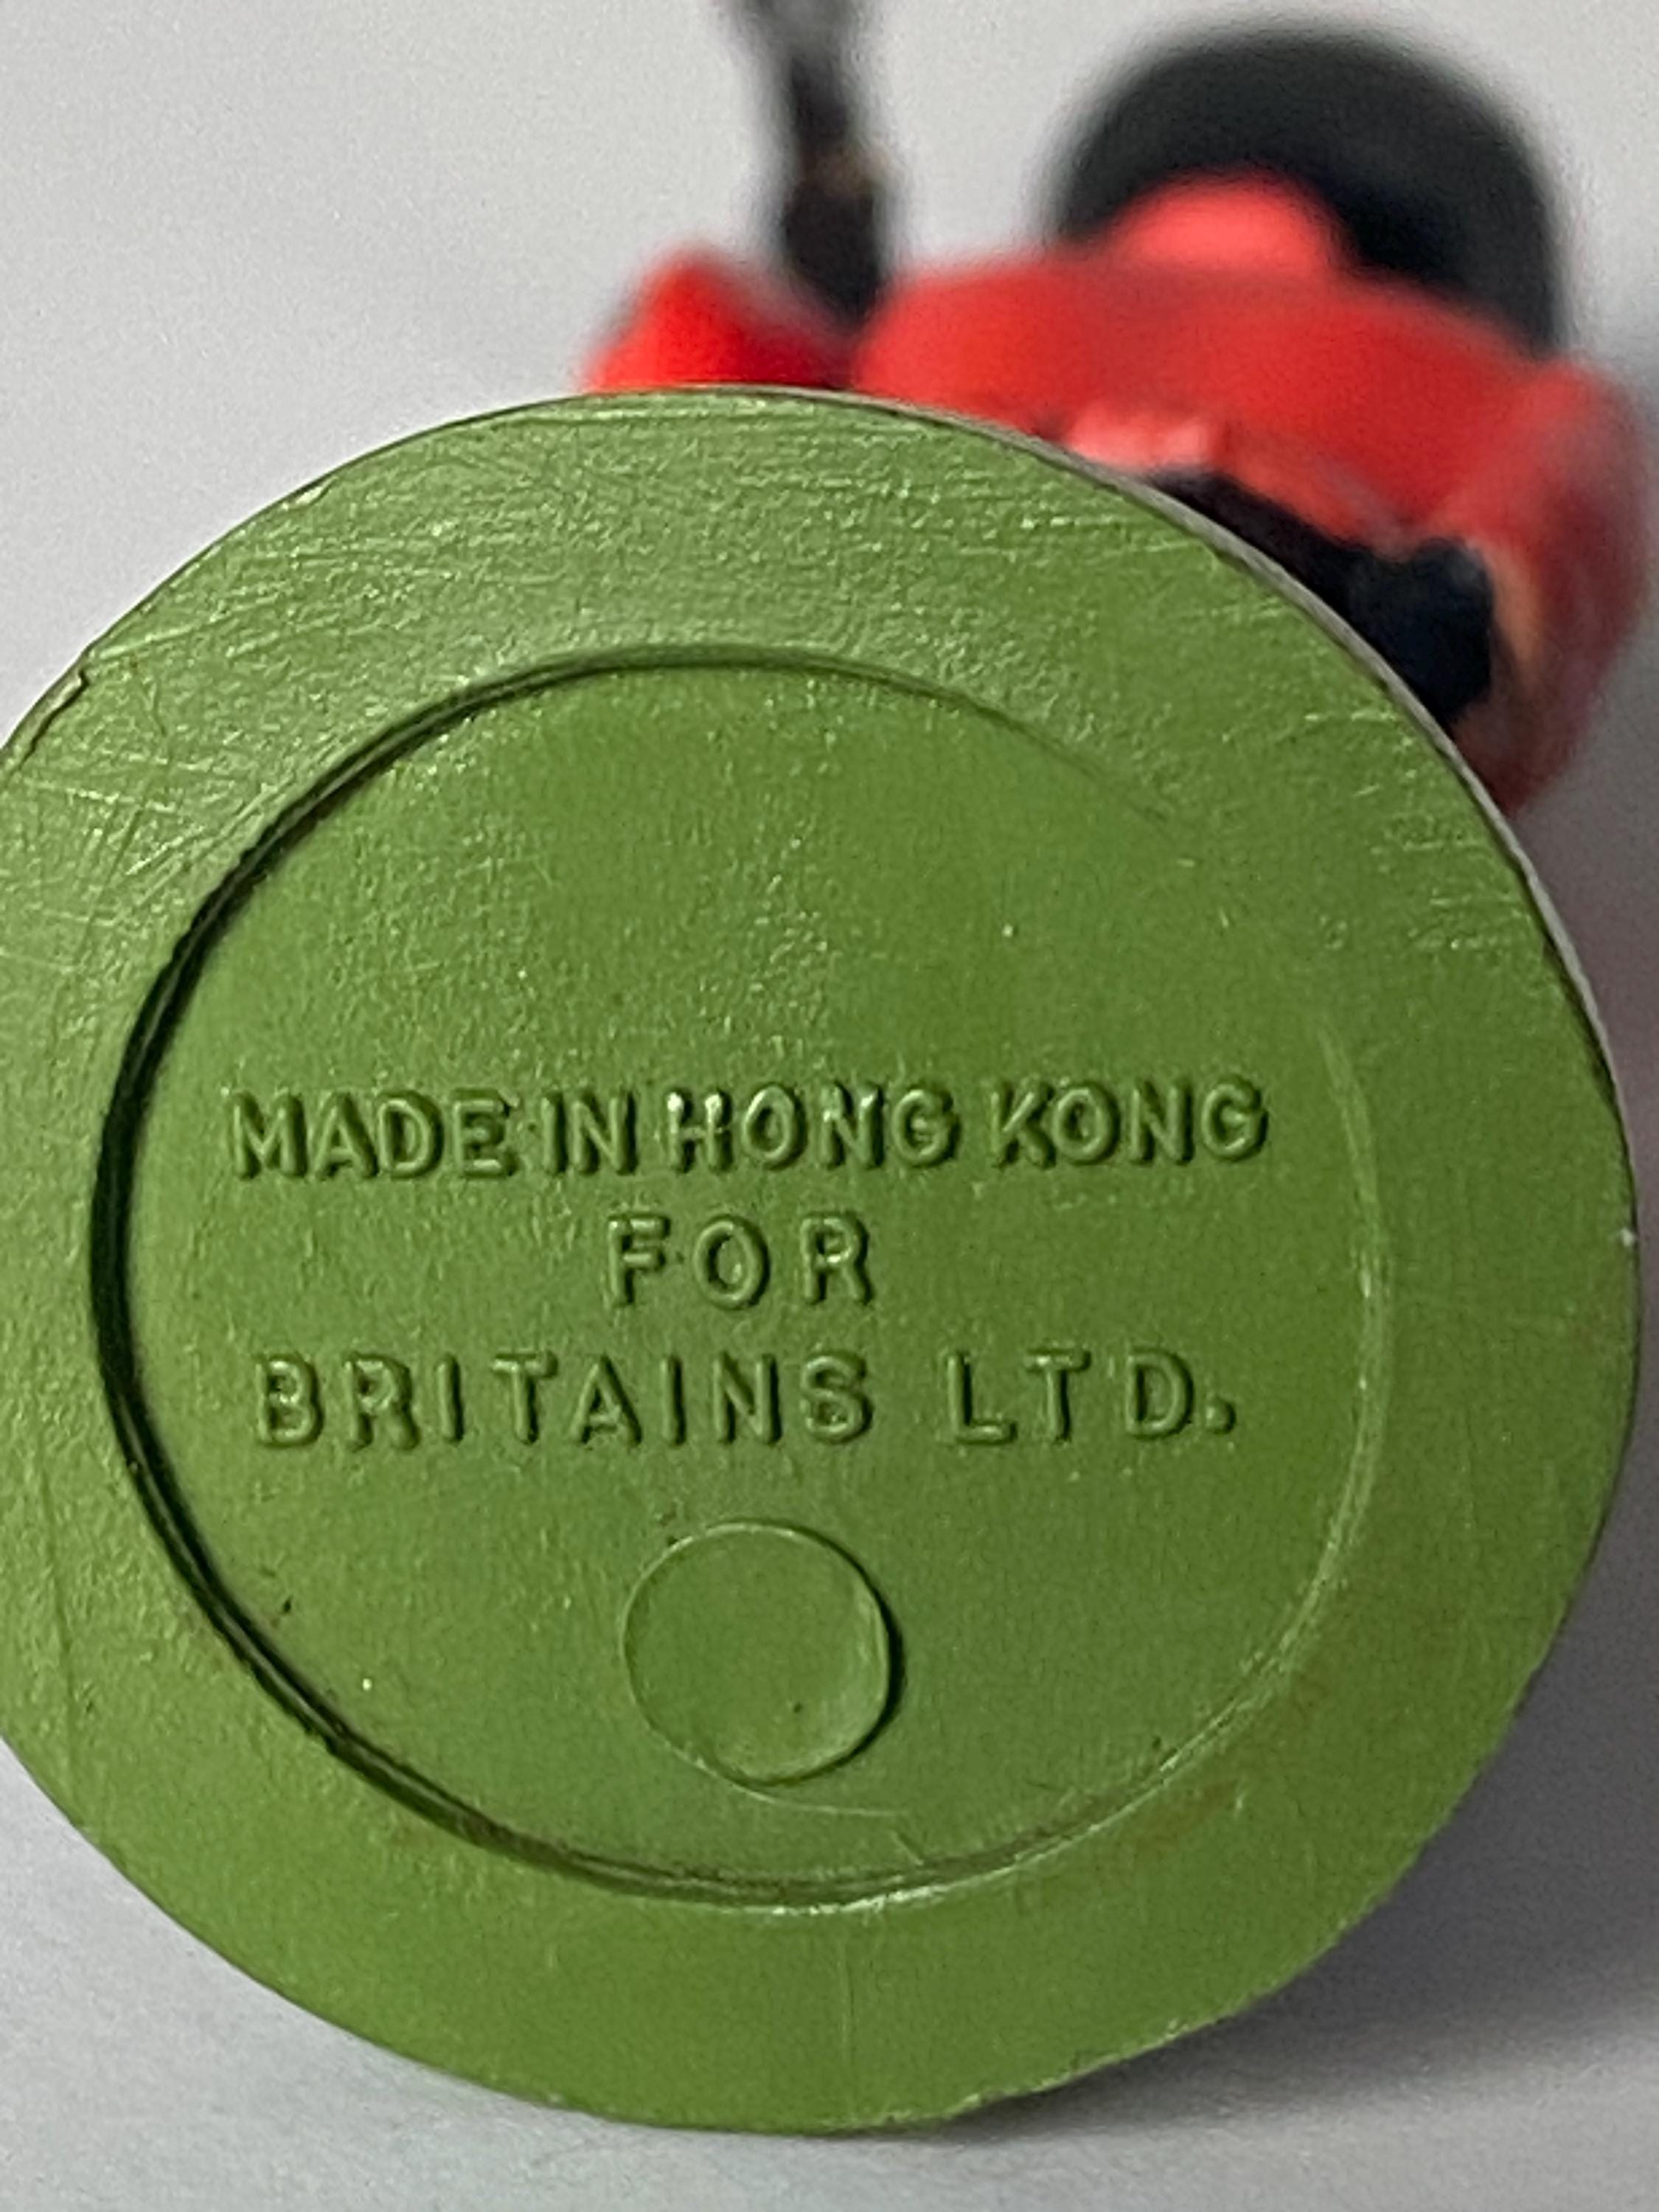 MADE IN HONG KONG
FOR
BRITAINS LTD.